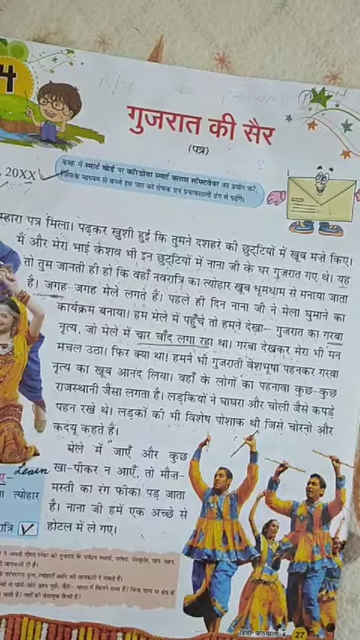 4
गुजरात की सैर
(पत्र)
, 20XX
कक्षा में स्मार्ट बोर्ड पर कॉरडोवा स्मार्ट क्लास सॉफ्टवेयर का प्रयोग करें,
जिसके माध्यम से बच्चे इस पाठ को रोचक एवं प्रभावशाली ढंग से पढ़ेंगे।
म्हारा पत्र मिला। पढ़कर खुशी हुई कि तुमने दशहरे की छुट्टियों में खूब मज़े किए।
मैं और मेरा भाई केशव भी इन छुट्टियों में नाना जी के घर गुजरात गए थे। यह
तो तुम जानती ही हो कि वहाँ नवरात्रि का त्योहार खूब धूमधाम से मनाया जाता
है। जगह-जगह मेले लगते हैं। पहले ही दिन नाना जी ने मेला घुमाने का
कार्यक्रम बनाया। हम मेले में पहुँचे तो हमने देखा– गुजरात का गरबा
नृत्य, जो मेले में चार चाँद लगा रहा था। गरबा देखकर मेरा भी मन
मचल उठा। फिर क्या था। हमने भी गुजराती वेशभूषा पहनकर गरबा
नृत्य का खूब आनंद लिया। वहाँ के लोगों का पहनावा कुछ-कुछ
राजस्थानी जैसा लगता है। लड़कियों ने घाघरा और चोली जैसे कपड़े
पहन रखे थे। लड़कों की भी विशेष पोशाक थी जिसे चोरनो और
कदयू कहते हैं।
मेले में जाएँ और कुछ
Learn खा-पीकर न आएँ, तो मौज-
त्योहार मस्ती का रंग फीका पड़ जाता
है। नाना जी हमें एक अच्छे से
होटल में ले गए।
27